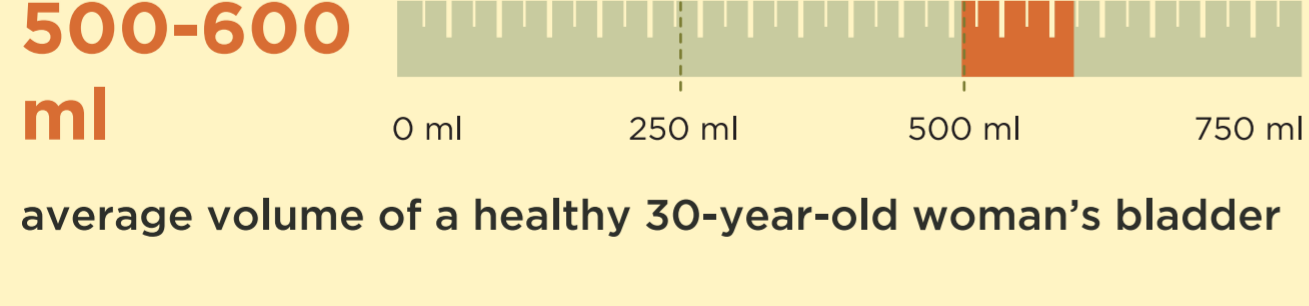 500-600
ml
0 ml 250 ml 500 ml 750 ml
average volume of a healthy 30-year-old woman’s bladder